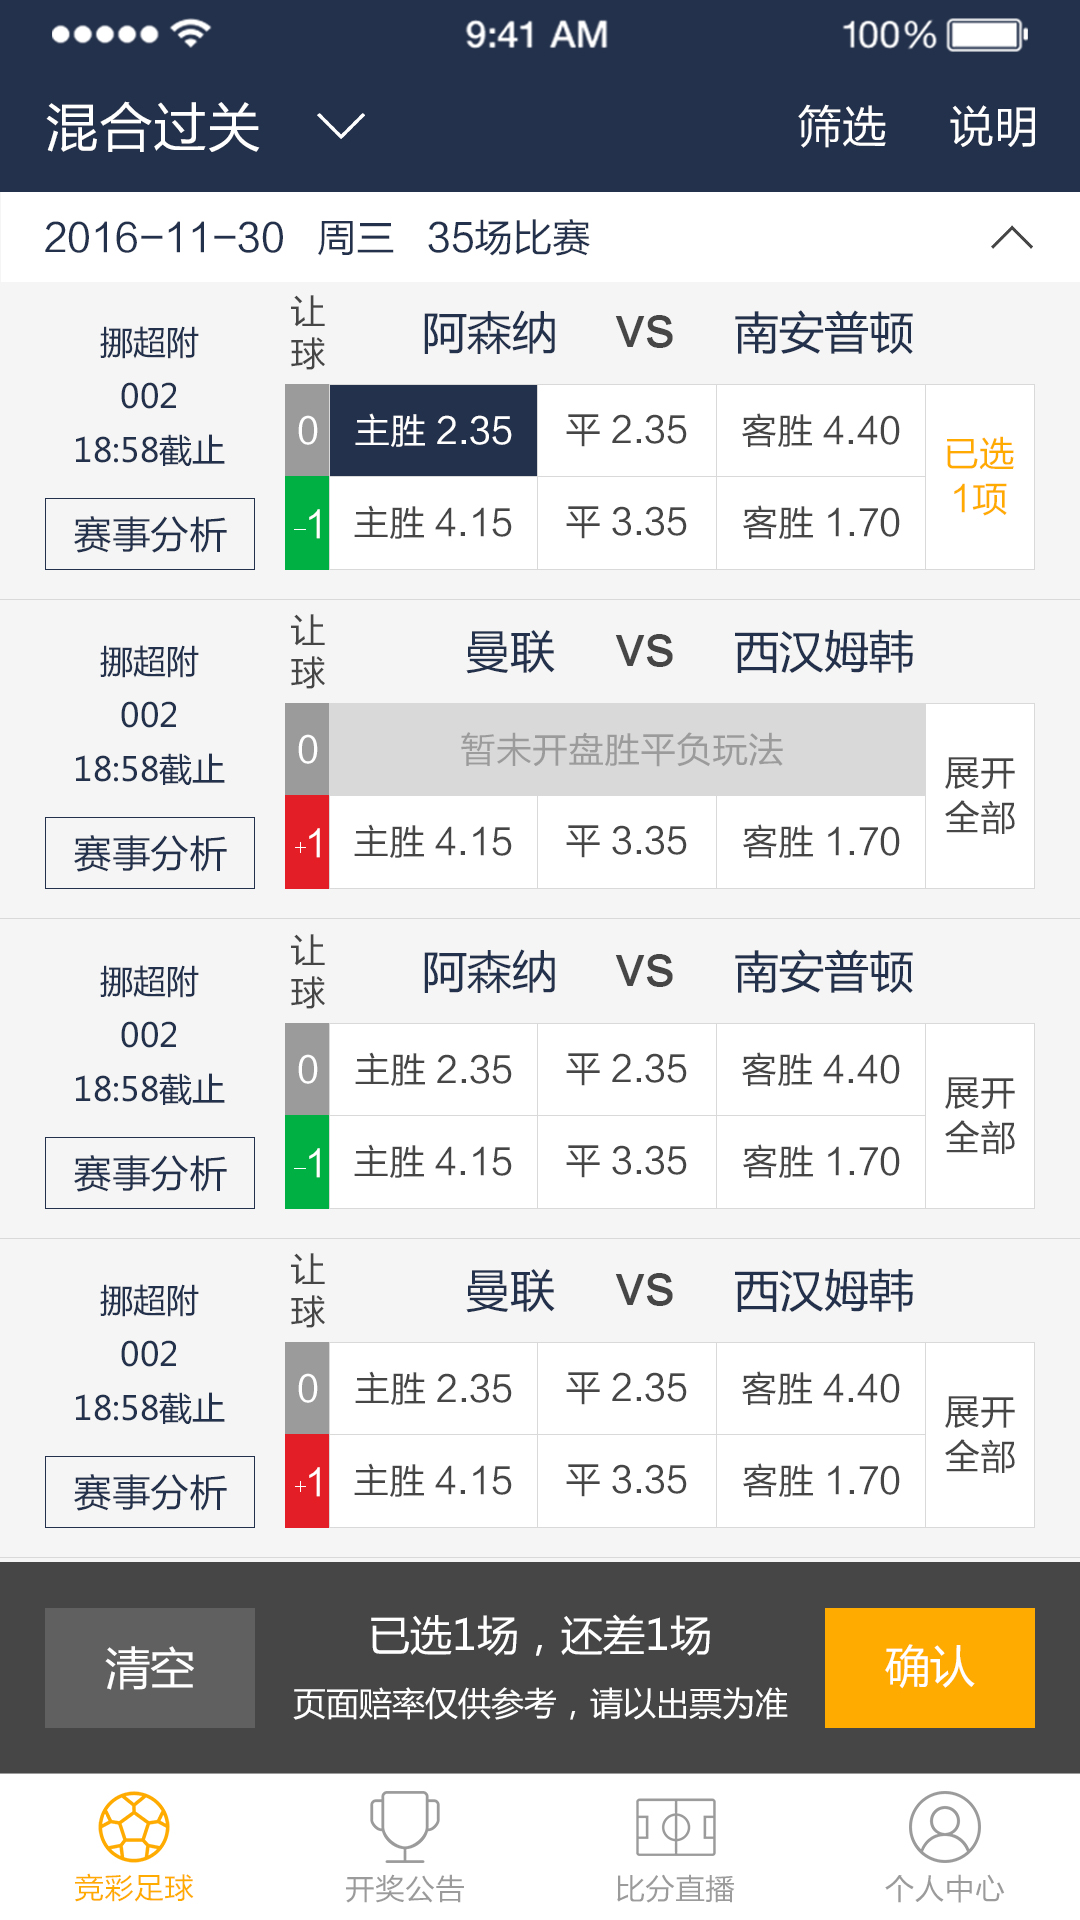 9:41 AM 100%
混合过关 筛选 说明
2016-11-30 周三 35场比赛
让球 阿森纳 VS 南安普顿
挪超附
002
18:58截止
赛事分析
0 主胜 2.35 平 2.35 客胜 4.40
-1 主胜 4.15 平 3.35 客胜 1.70
已选
1项
让球 曼联 VS 西汉姆韩
挪超附
002
18:58截止
赛事分析
0 暂未开盘胜平负玩法
+1 主胜 4.15 平 3.35 客胜 1.70
展开
全部
让球 阿森纳 VS 南安普顿
挪超附
002
18:58截止
赛事分析
0 主胜 2.35 平 2.35 客胜 4.40
-1 主胜 4.15 平 3.35 客胜 1.70
展开
全部
让球 曼联 VS 西汉姆韩
挪超附
002
18:58截止
赛事分析
0 主胜 2.35 平 2.35 客胜 4.40
+1 主胜 4.15 平 3.35 客胜 1.70
展开
全部
清空
已选1场，还差1场
页面赔率仅供参考，请以出票为准
确认
竞彩足球 开奖公告 比分直播 个人中心